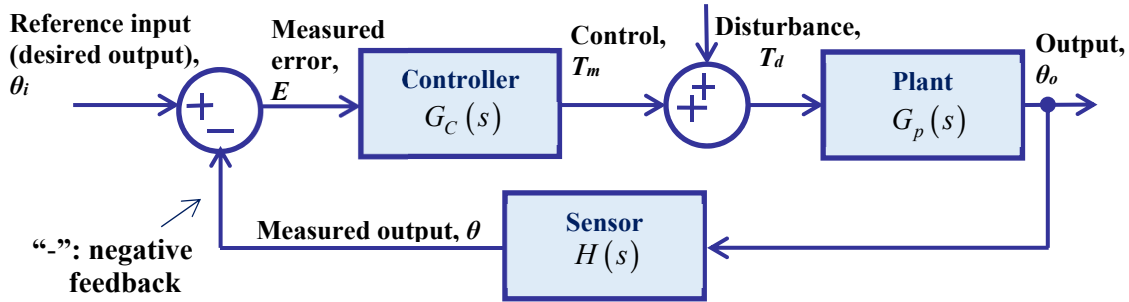 Reference input
(desired output),
θi
Measured
error,
E
Controller
GC(s)
Control,
Tm
Disturbance,
Td
Plant
Gp(s)
Output,
θo
+
−
+
+
“-”: negative
feedback
Measured output, θ
Sensor
H(s)